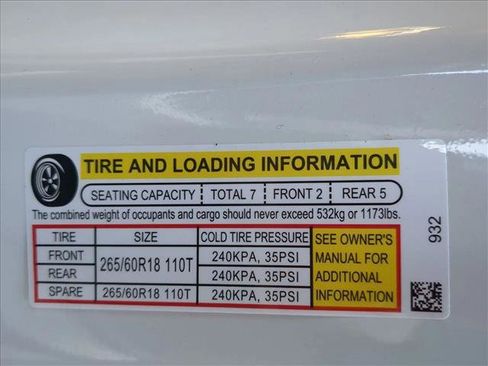 TIRE AND LOADING INFORMATION
SEATING CAPACITY TOTAL 7 FRONT 2 REAR 5
The combined weight of occupants and cargo should never exceed 532kg or 1173lbs.
TIRE SIZE COLD TIRE PRESSURE SEE OWNER'S
FRONT 265/60R18 110T 240KPA, 35PSI MANUAL FOR
REAR 240KPA, 35PSI ADDITIONAL
SPARE 265/60R18 110T 240KPA, 35PSI INFORMATION
932